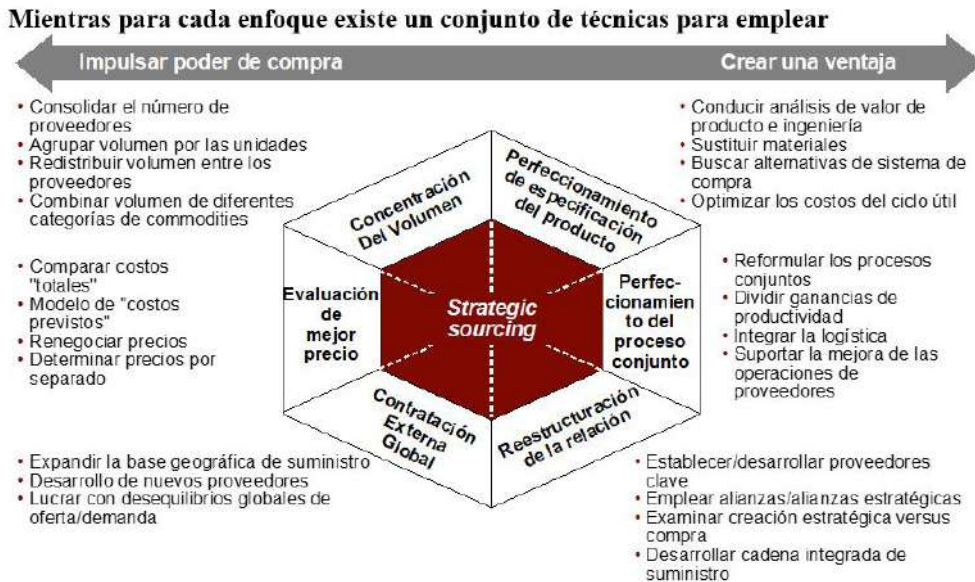 Mientras para cada enfoque existe un conjunto de técnicas para emplear
Impulsar poder de compra
Crear una ventaja
• Consolidar el número de
proveedores
• Agrupar volumen por las unidades
• Redistribuir volumen entre los
proveedores
• Combinar volumen de diferentes
categorías de commodities
• Conducir análisis de valor de
producto e ingeniería
• Sustituir materiales
• Buscar alternativas de sistema de
compra
• Optimizar los costos del ciclo útil
Concentración
Del Volumen
Perfeccionamiento
de especificación
del producto
• Comparar costos
"totales"
• Modelo de "costos
previstos"
• Renegociar precios
• Determinar precios por
separado
Evaluación
de
mejor
precio
Strategic
sourcing
Perfec-
cionamien
to del
proceso
conjunto
• Reformular los procesos
conjuntos
• Dividir ganancias de
productividad
• Integrar la logística
• Suportar la mejora de las
operaciones de
proveedores
Contratación
Externa
Global
Reestructuración
de la relación
• Expandir la base geográfica de suministro
• Desarrollo de nuevos proveedores
• Lucrar con desequilibrios globales de
oferta/demanda
• Establecer/desarrollar proveedores
clave
• Emplear alianzas/alianzas estratégicas
• Examinar creación estratégica versus
compra
• Desarrollar cadena integrada de
suministro